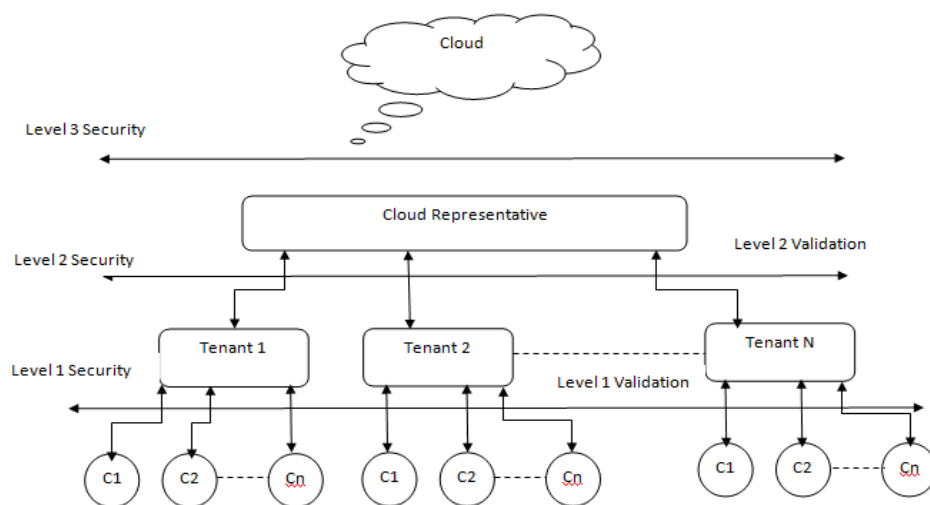 Cloud
Level 3 Security
Cloud Representative
Level 2 Validation
Level 2 Security
Tenant 1
Tenant 2
Tenant N
Level 1 Security
Level 1 Validation
C1
C2
Cn
C1
C2
Cn
C1
C2
Cn